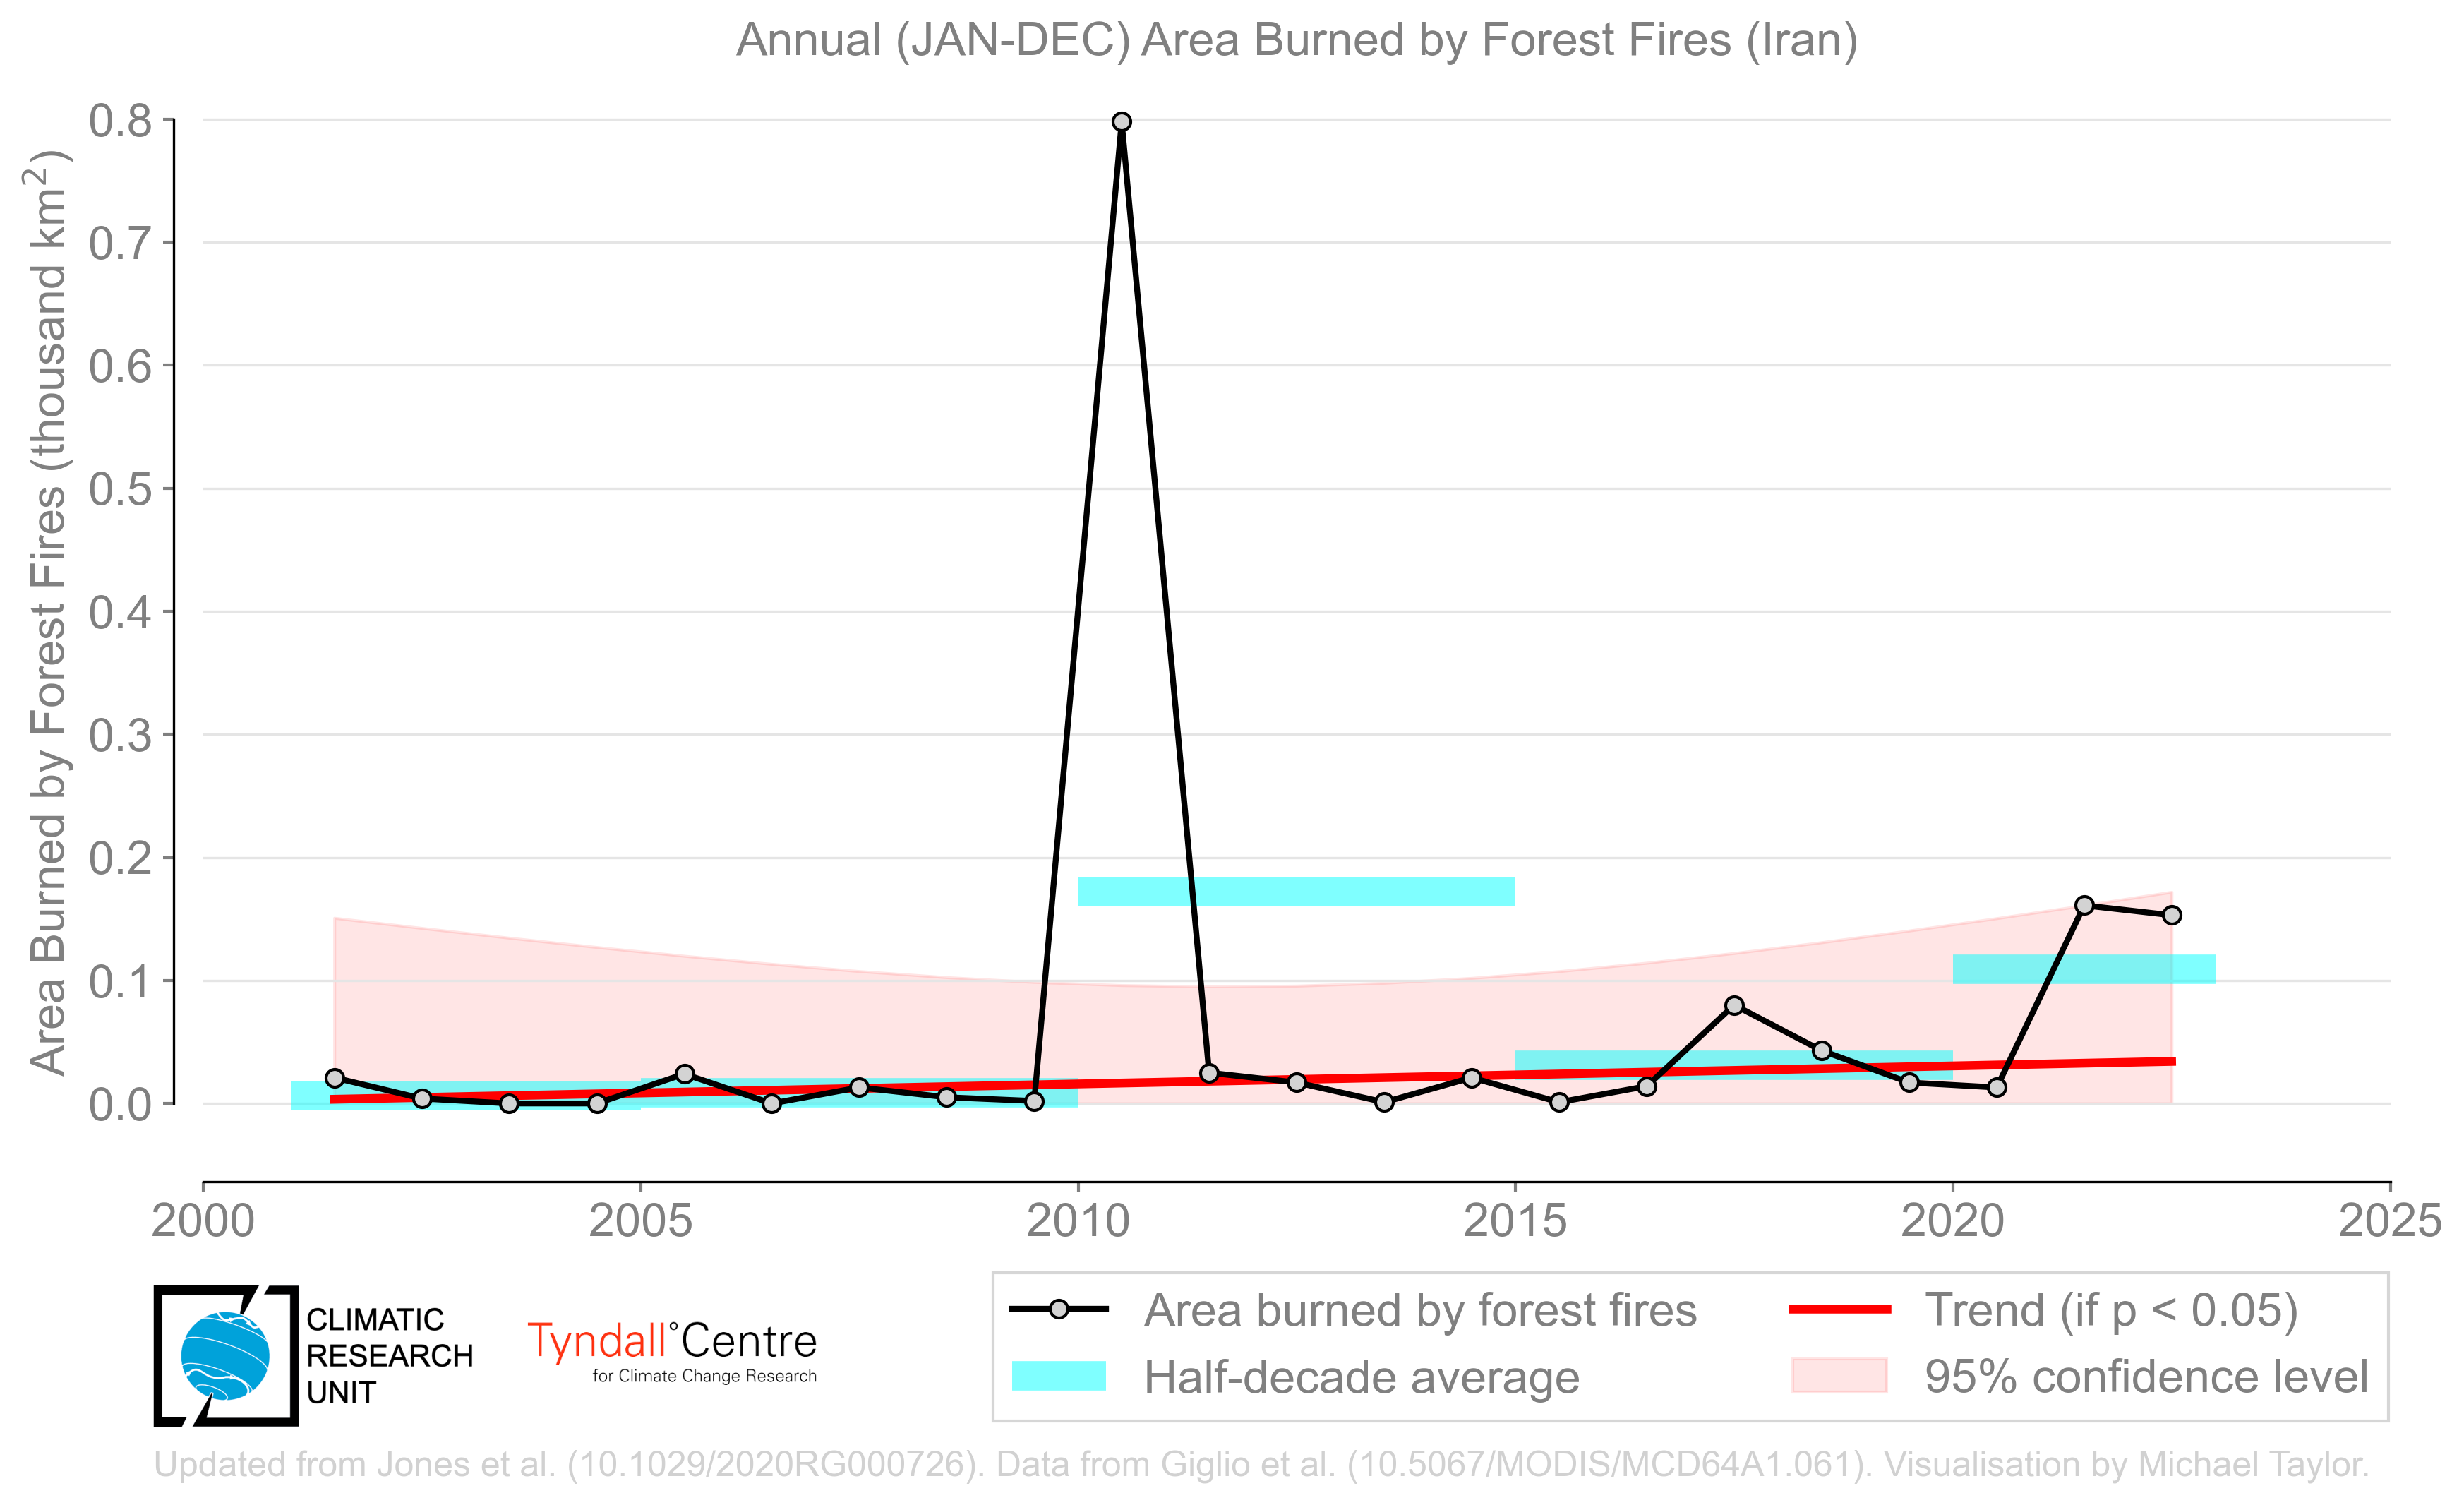 Annual (JAN-DEC) Area Burned by Forest Fires (Iran)
Area Burned by Forest Fires (thousand km²)
0.8
0.7
0.6
0.5
0.4
0.3
0.2
0.1
0.0
2000 2005 2010 2015 2020 2025
CLIMATIC
RESEARCH
UNIT
Tyndall°Centre
for Climate Change Research
Area burned by forest fires
Half-decade average
Trend (if p < 0.05)
95% confidence level
Updated from Jones et al. (10.1029/2020RG000726). Data from Giglio et al. (10.5067/MODIS/MCD64A1.061). Visualisation by Michael Taylor.